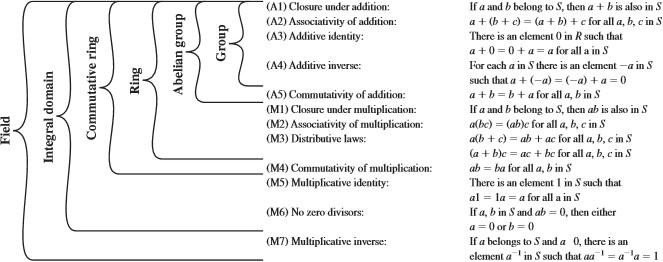 Field
Integral domain
Commutative ring
Ring
Abelian group
Group
(A1) Closure under addition: If a and b belong to S, then a + b is also in S
(A2) Associativity of addition: a + (b + c) = (a + b) + c for all a, b, c in S
(A3) Additive identity: There is an element 0 in R such that
a + 0 = 0 + a = a for all a in S
(A4) Additive inverse: For each a in S there is an element −a in S
such that a + (−a) = (−a) + a = 0
(A5) Commutativity of addition: a + b = b + a for all a, b in S
(M1) Closure under multiplication: If a and b belong to S, then ab is also in S
(M2) Associativity of multiplication: a(bc) = (ab)c for all a, b, c in S
(M3) Distributive laws: a(b + c) = ab + ac for all a, b, c in S
(a + b)c = ac + bc for all a, b, c in S
(M4) Commutativity of multiplication: ab = ba for all a, b in S
(M5) Multiplicative identity: There is an element 1 in S such that
a1 = 1a = a for all a in S
(M6) No zero divisors: If a, b in S and ab = 0, then either
a = 0 or b = 0
(M7) Multiplicative inverse: If a belongs to S and a 0, there is an
element a⁻¹ in S such that aa⁻¹ = a⁻¹a = 1